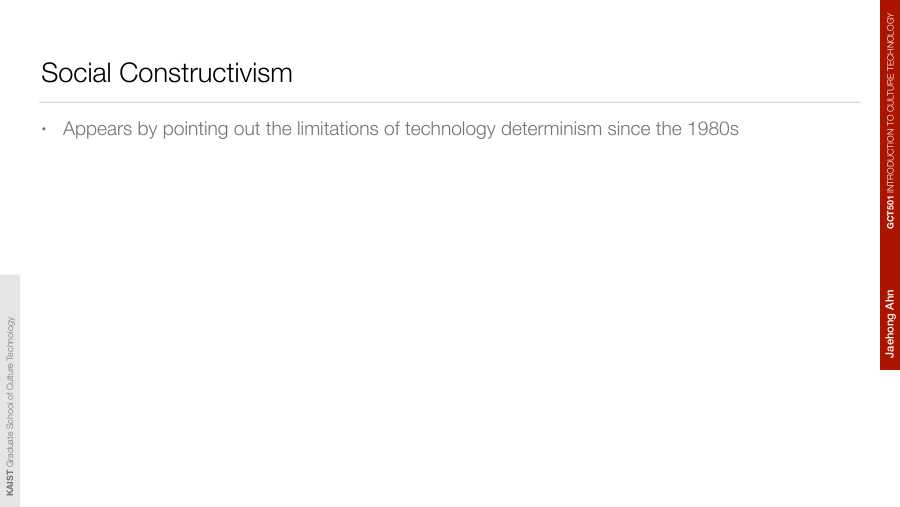 Social Constructivism
• Appears by pointing out the limitations of technology determinism since the 1980s
GCT501 INTRODUCTION TO CULTURE TECHNOLOGY
Jaehong Ahn
KAIST Graduate School of Culture Technology